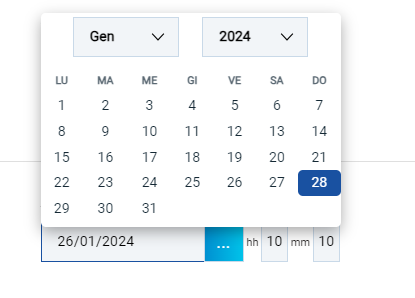 Gen 2024
LU MA ME GI VE SA DO
1 2 3 4 5 6 7
8 9 10 11 12 13 14
15 16 17 18 19 20 21
22 23 24 25 26 27 28
29 30 31
26/01/2024 ... hh 10 mm 10